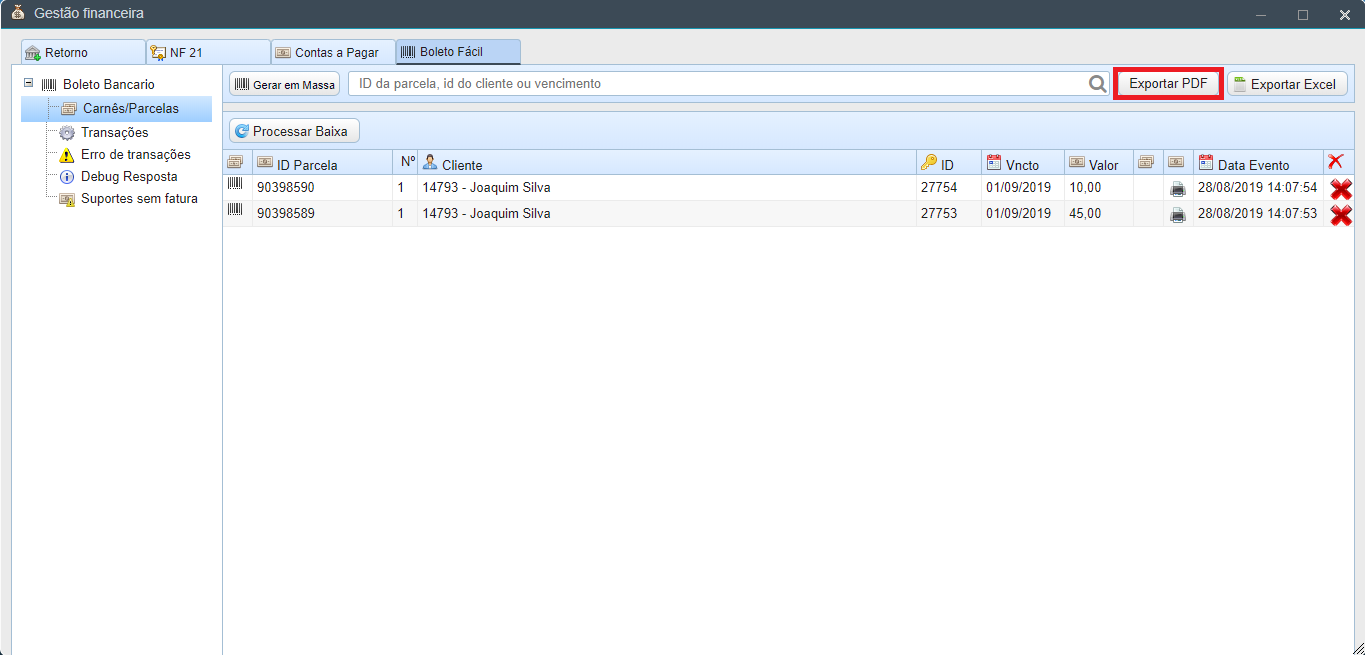 Gestão financeira
Retorno NF 21 Contas a Pagar Boleto Fácil
Boleto Bancario
Carnês/Parcelas
Transações
Erro de transações
Debug Resposta
Suportes sem fatura
Gerar em Massa ID da parcela, id do cliente ou vencimento Exportar PDF Exportar Excel
Processar Baixa
ID Parcela Nº Cliente ID Vncto Valor Data Evento
90398590 1 14793 - Joaquim Silva 27754 01/09/2019 10,00 28/08/2019 14:07:54
90398589 1 14793 - Joaquim Silva 27753 01/09/2019 45,00 28/08/2019 14:07:53